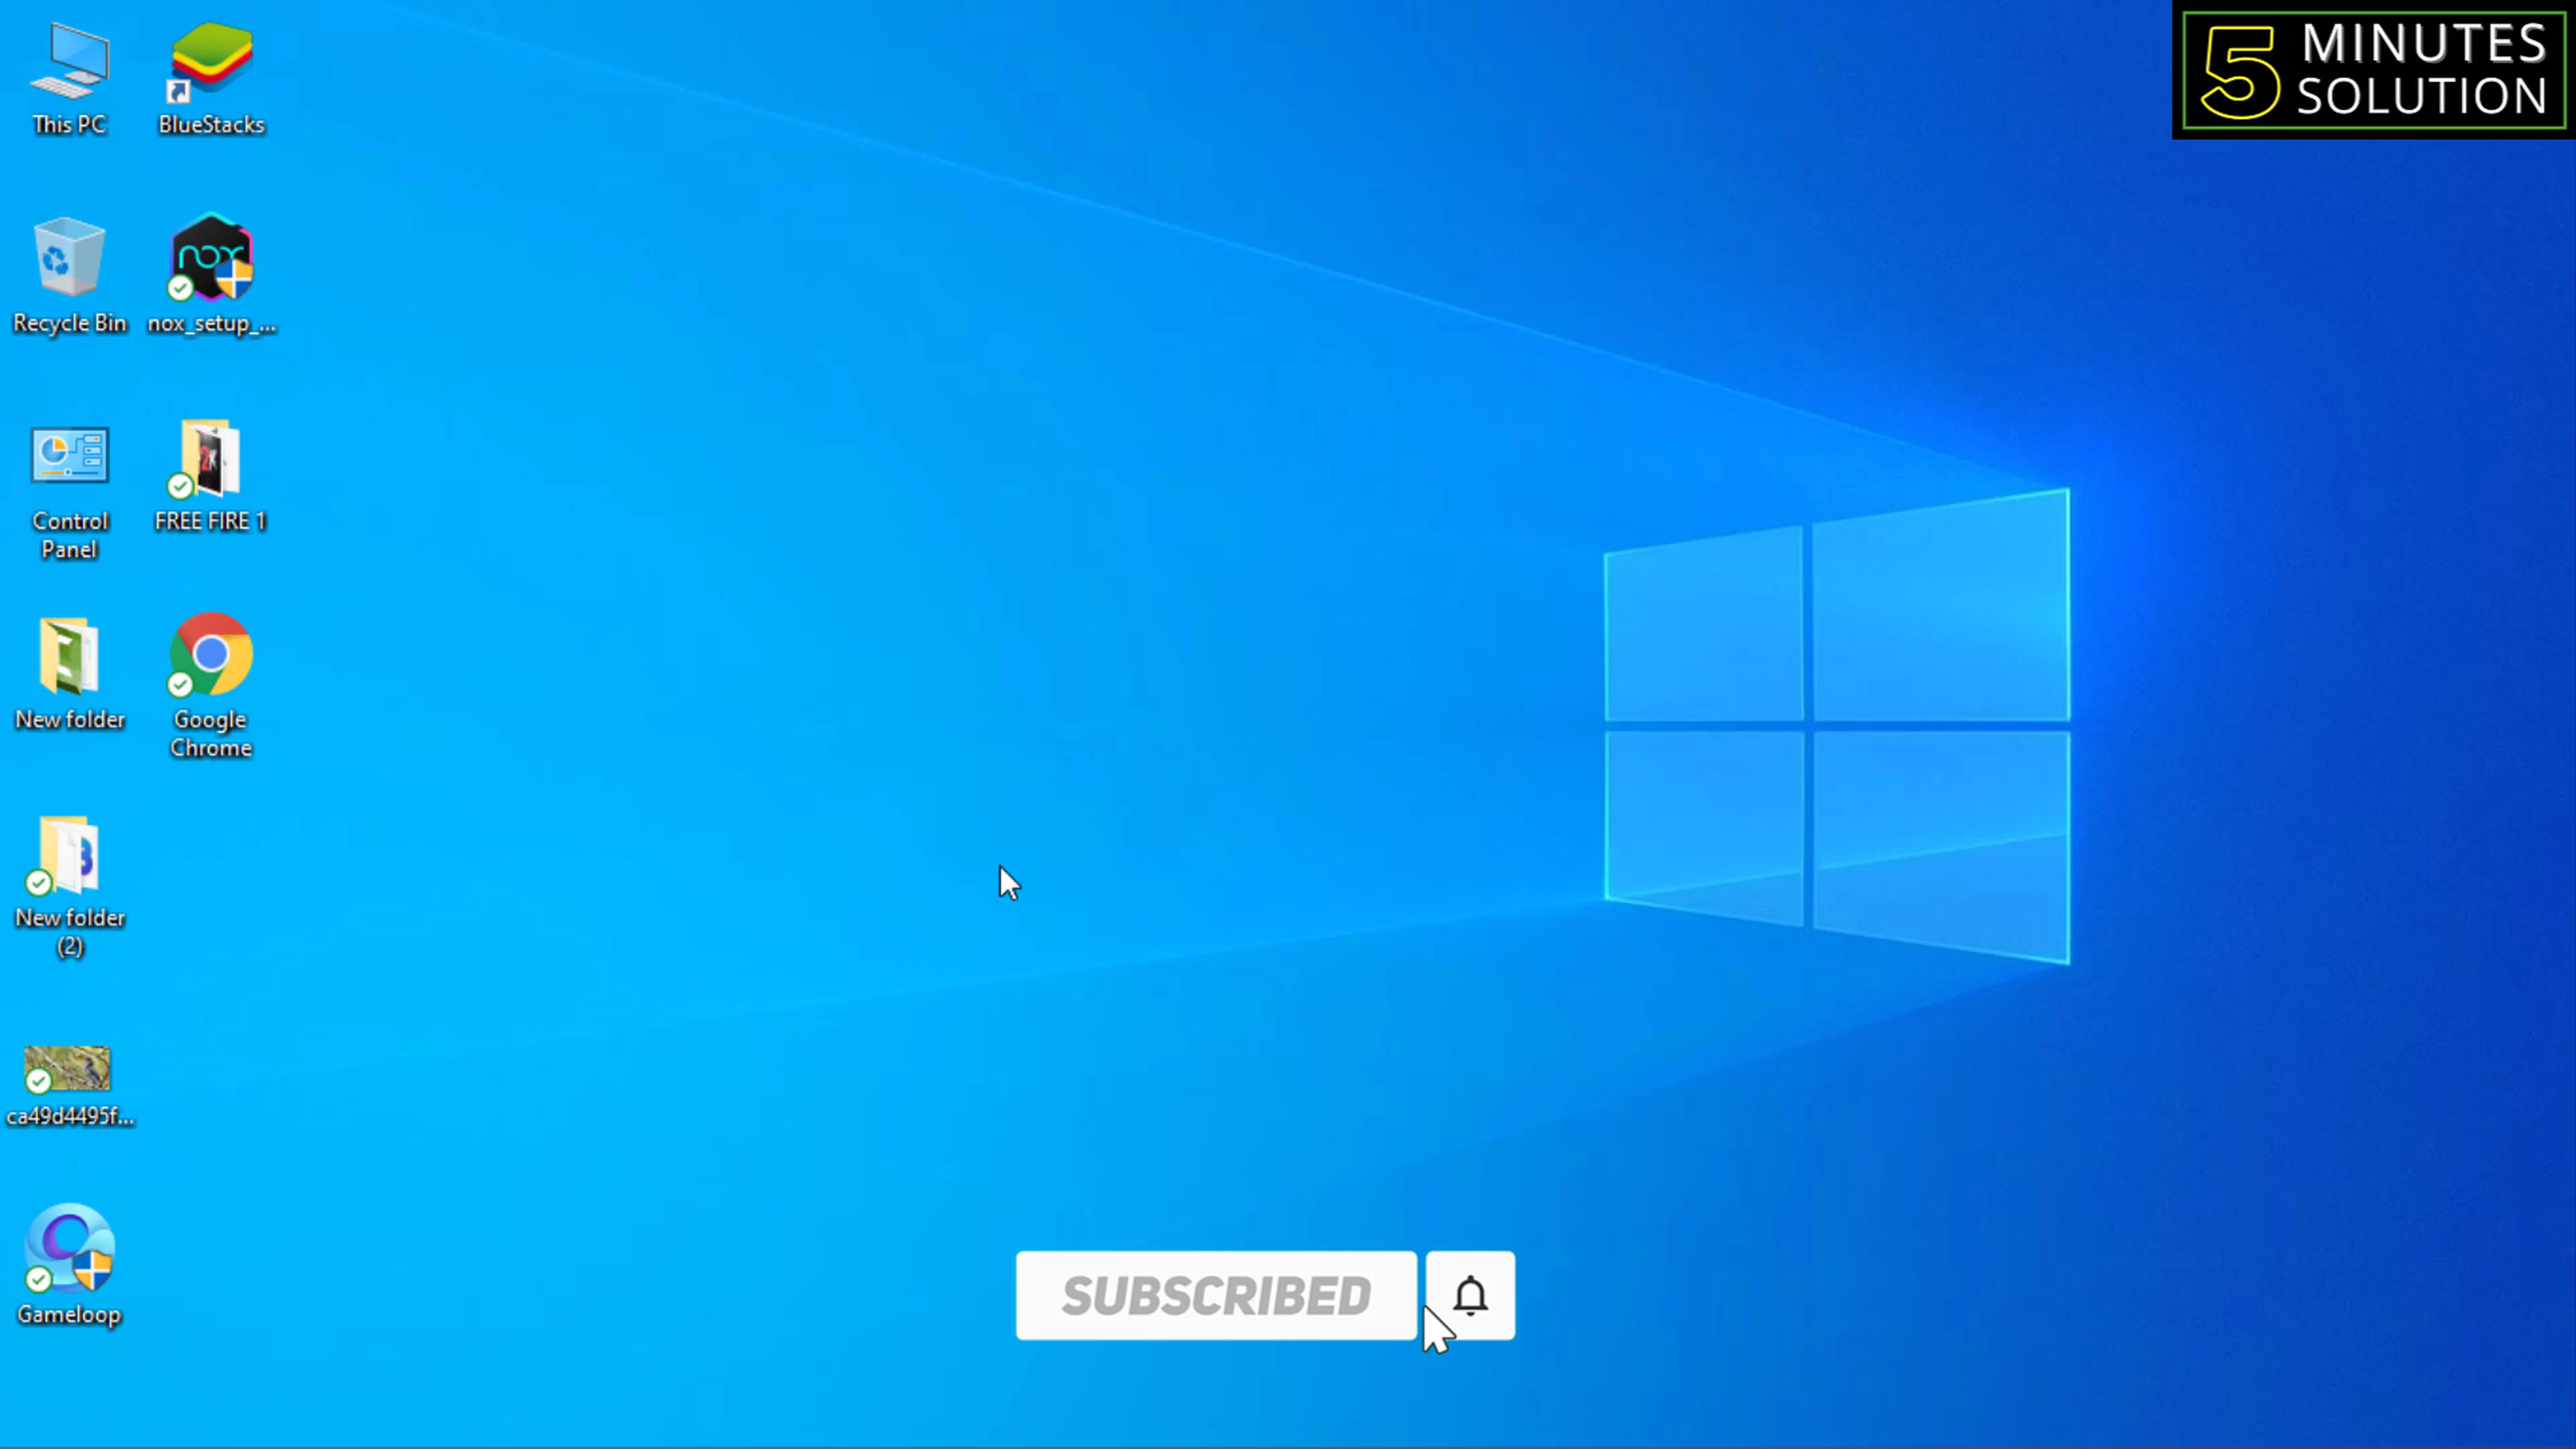 This PC
BlueStacks
5 MINUTES
SOLUTION
Recycle Bin
nox
nox_setup_...
Control
Panel
FREE FIRE 1
New folder
Google
Chrome
New folder
(2)
ca49d4495f...
Gameloop
SUBSCRIBED